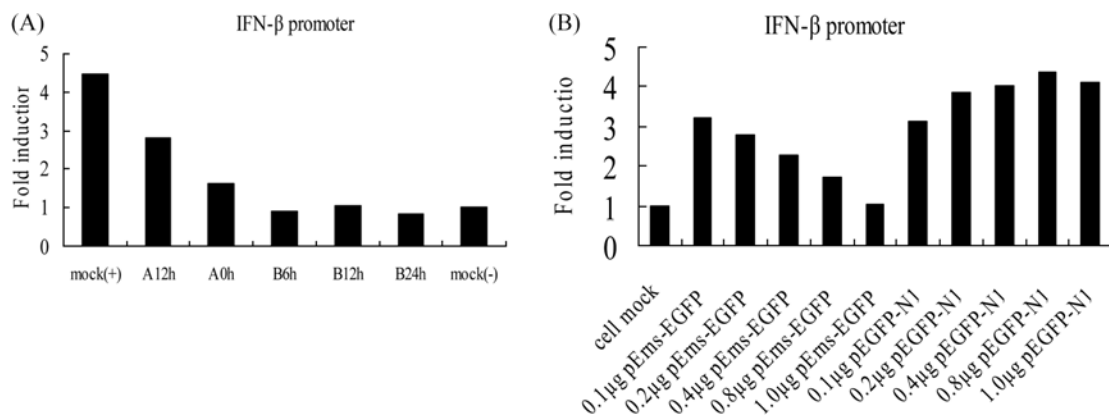 (A)
IFN-β promoter
Fold inductior
5
4
3
2
1
0
mock(+) A12h A0h B6h B12h B24h mock(-)
(B)
IFN-β promoter
Fold inductio
5
4
3
2
1
0
cell mock
0.1μg pEms-EGFP
0.2μg pEms-EGFP
0.4μg pEms-EGFP
0.8μg pEms-EGFP
1.0μg pEms-EGFP
0.1μg pEGFP-N1
0.2μg pEGFP-N1
0.4μg pEGFP-N1
0.8μg pEGFP-N1
1.0μg pEGFP-N1